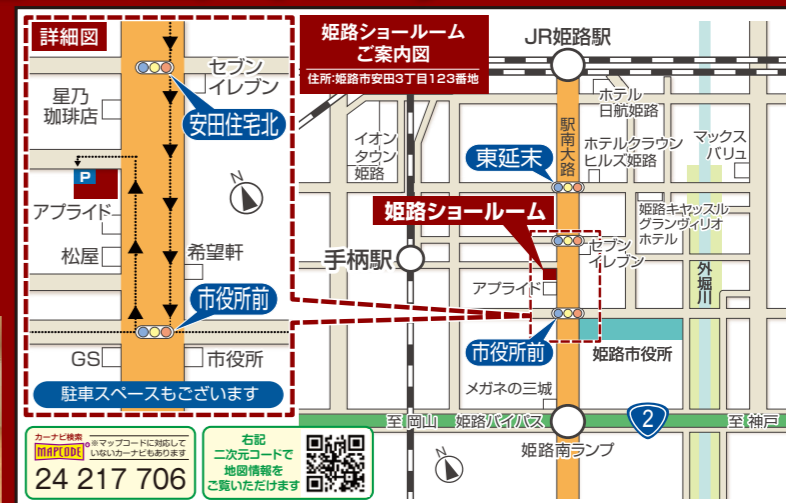 詳細図
セブン
イレブン
星乃
珈琲店
安田住宅北
N
P
アプライド
松屋
希望軒
市役所前
GS
市役所
駐車スペースもございます
カーナビ検索
MAPCODE
※マップコードに対応して
いないカーナビもあります
24 217 706
右記
二次元コードで
地図情報を
ご覧いただけます
姫路ショールーム
ご案内図
住所:姫路市安田3丁目123番地
JR姫路駅
ホテル
日航姫路
駅南大路
イオン
タウン
姫路
東延末
ホテルクラウン
ヒルズ姫路
マックス
バリュ
姫路ショールーム
姫路キヤッスル
グランヴィリオ
ホテル
手柄駅
セブン
イレブン
外堀川
アプライド
市役所前
姫路市役所
メガネの三城
至 岡山
姫路バイパス
2
至 神戸
姫路南ランプ
N